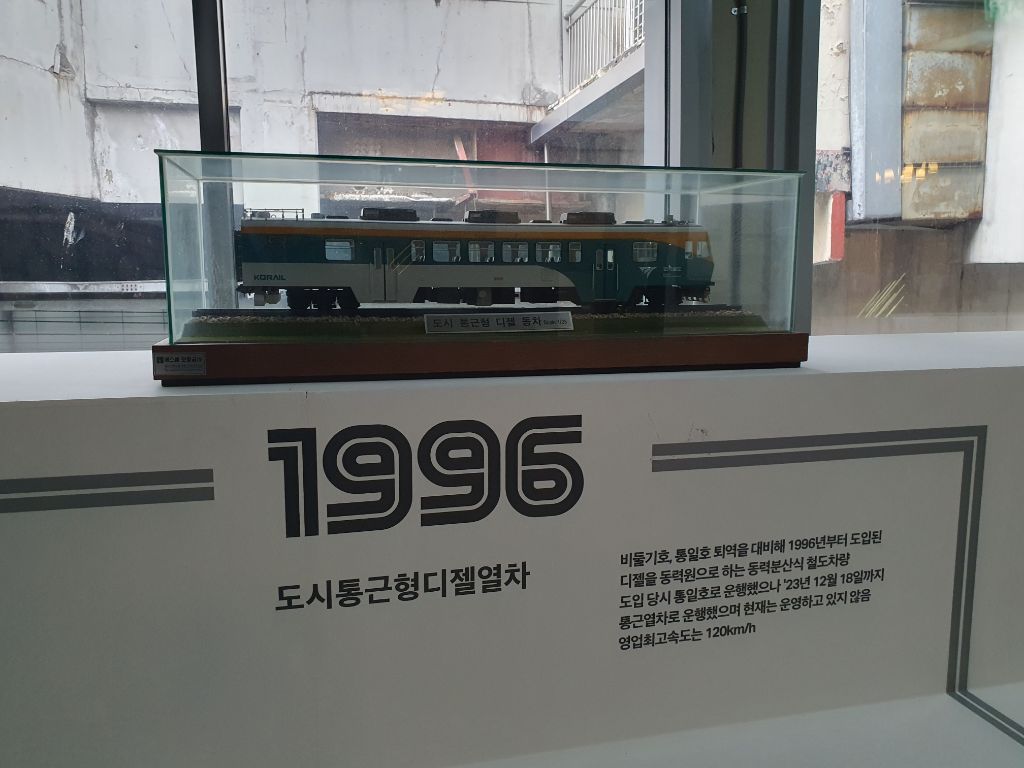 KORAIL
도시 통근형 디젤 동차 Scale 1/25
1996
도시통근형디젤열차
비둘기호, 통일호 퇴역을 대비해 1996년부터 도입된
디젤을 동력원으로 하는 동력분산식 철도차량
도입 당시 통일호로 운행했으나 '23년 12월 18일까지
통근열차로 운행했으며 현재는 운영하고 있지 않음
영업최고속도는 120km/h